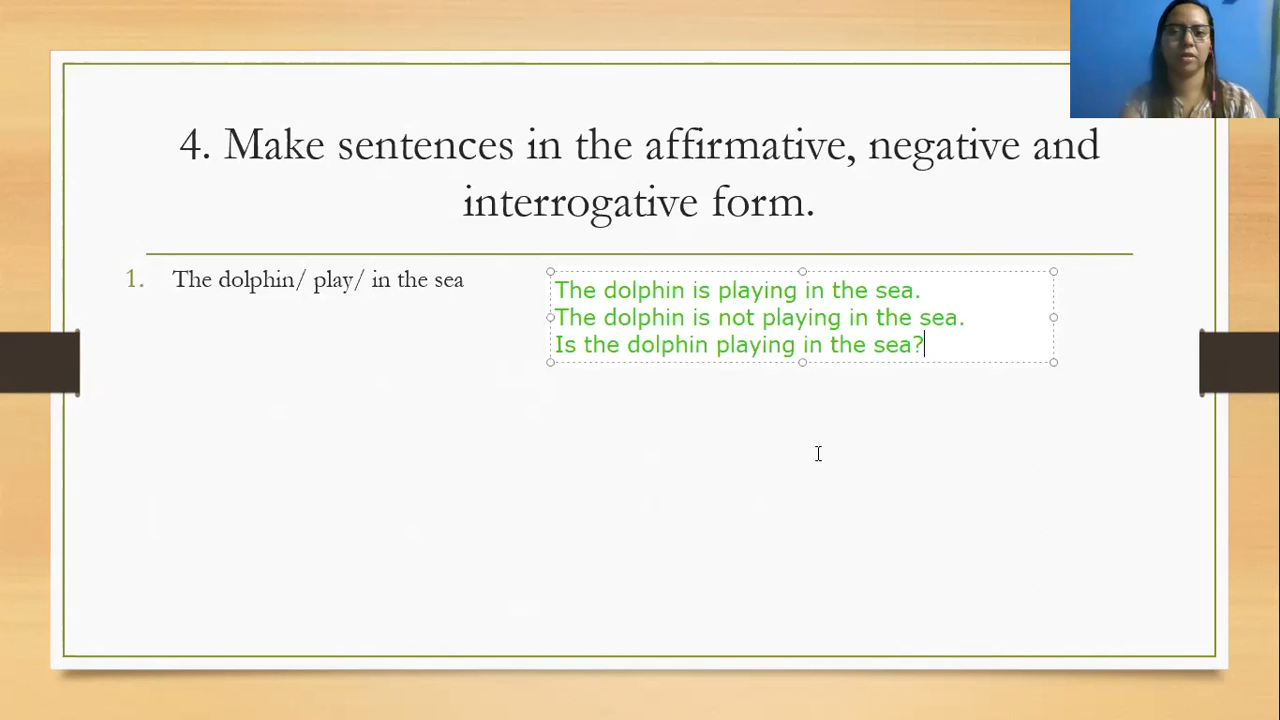 4. Make sentences in the affirmative, negative and
interrogative form.
1. The dolphin/ play/ in the sea
The dolphin is playing in the sea.
The dolphin is not playing in the sea.
Is the dolphin playing in the sea?